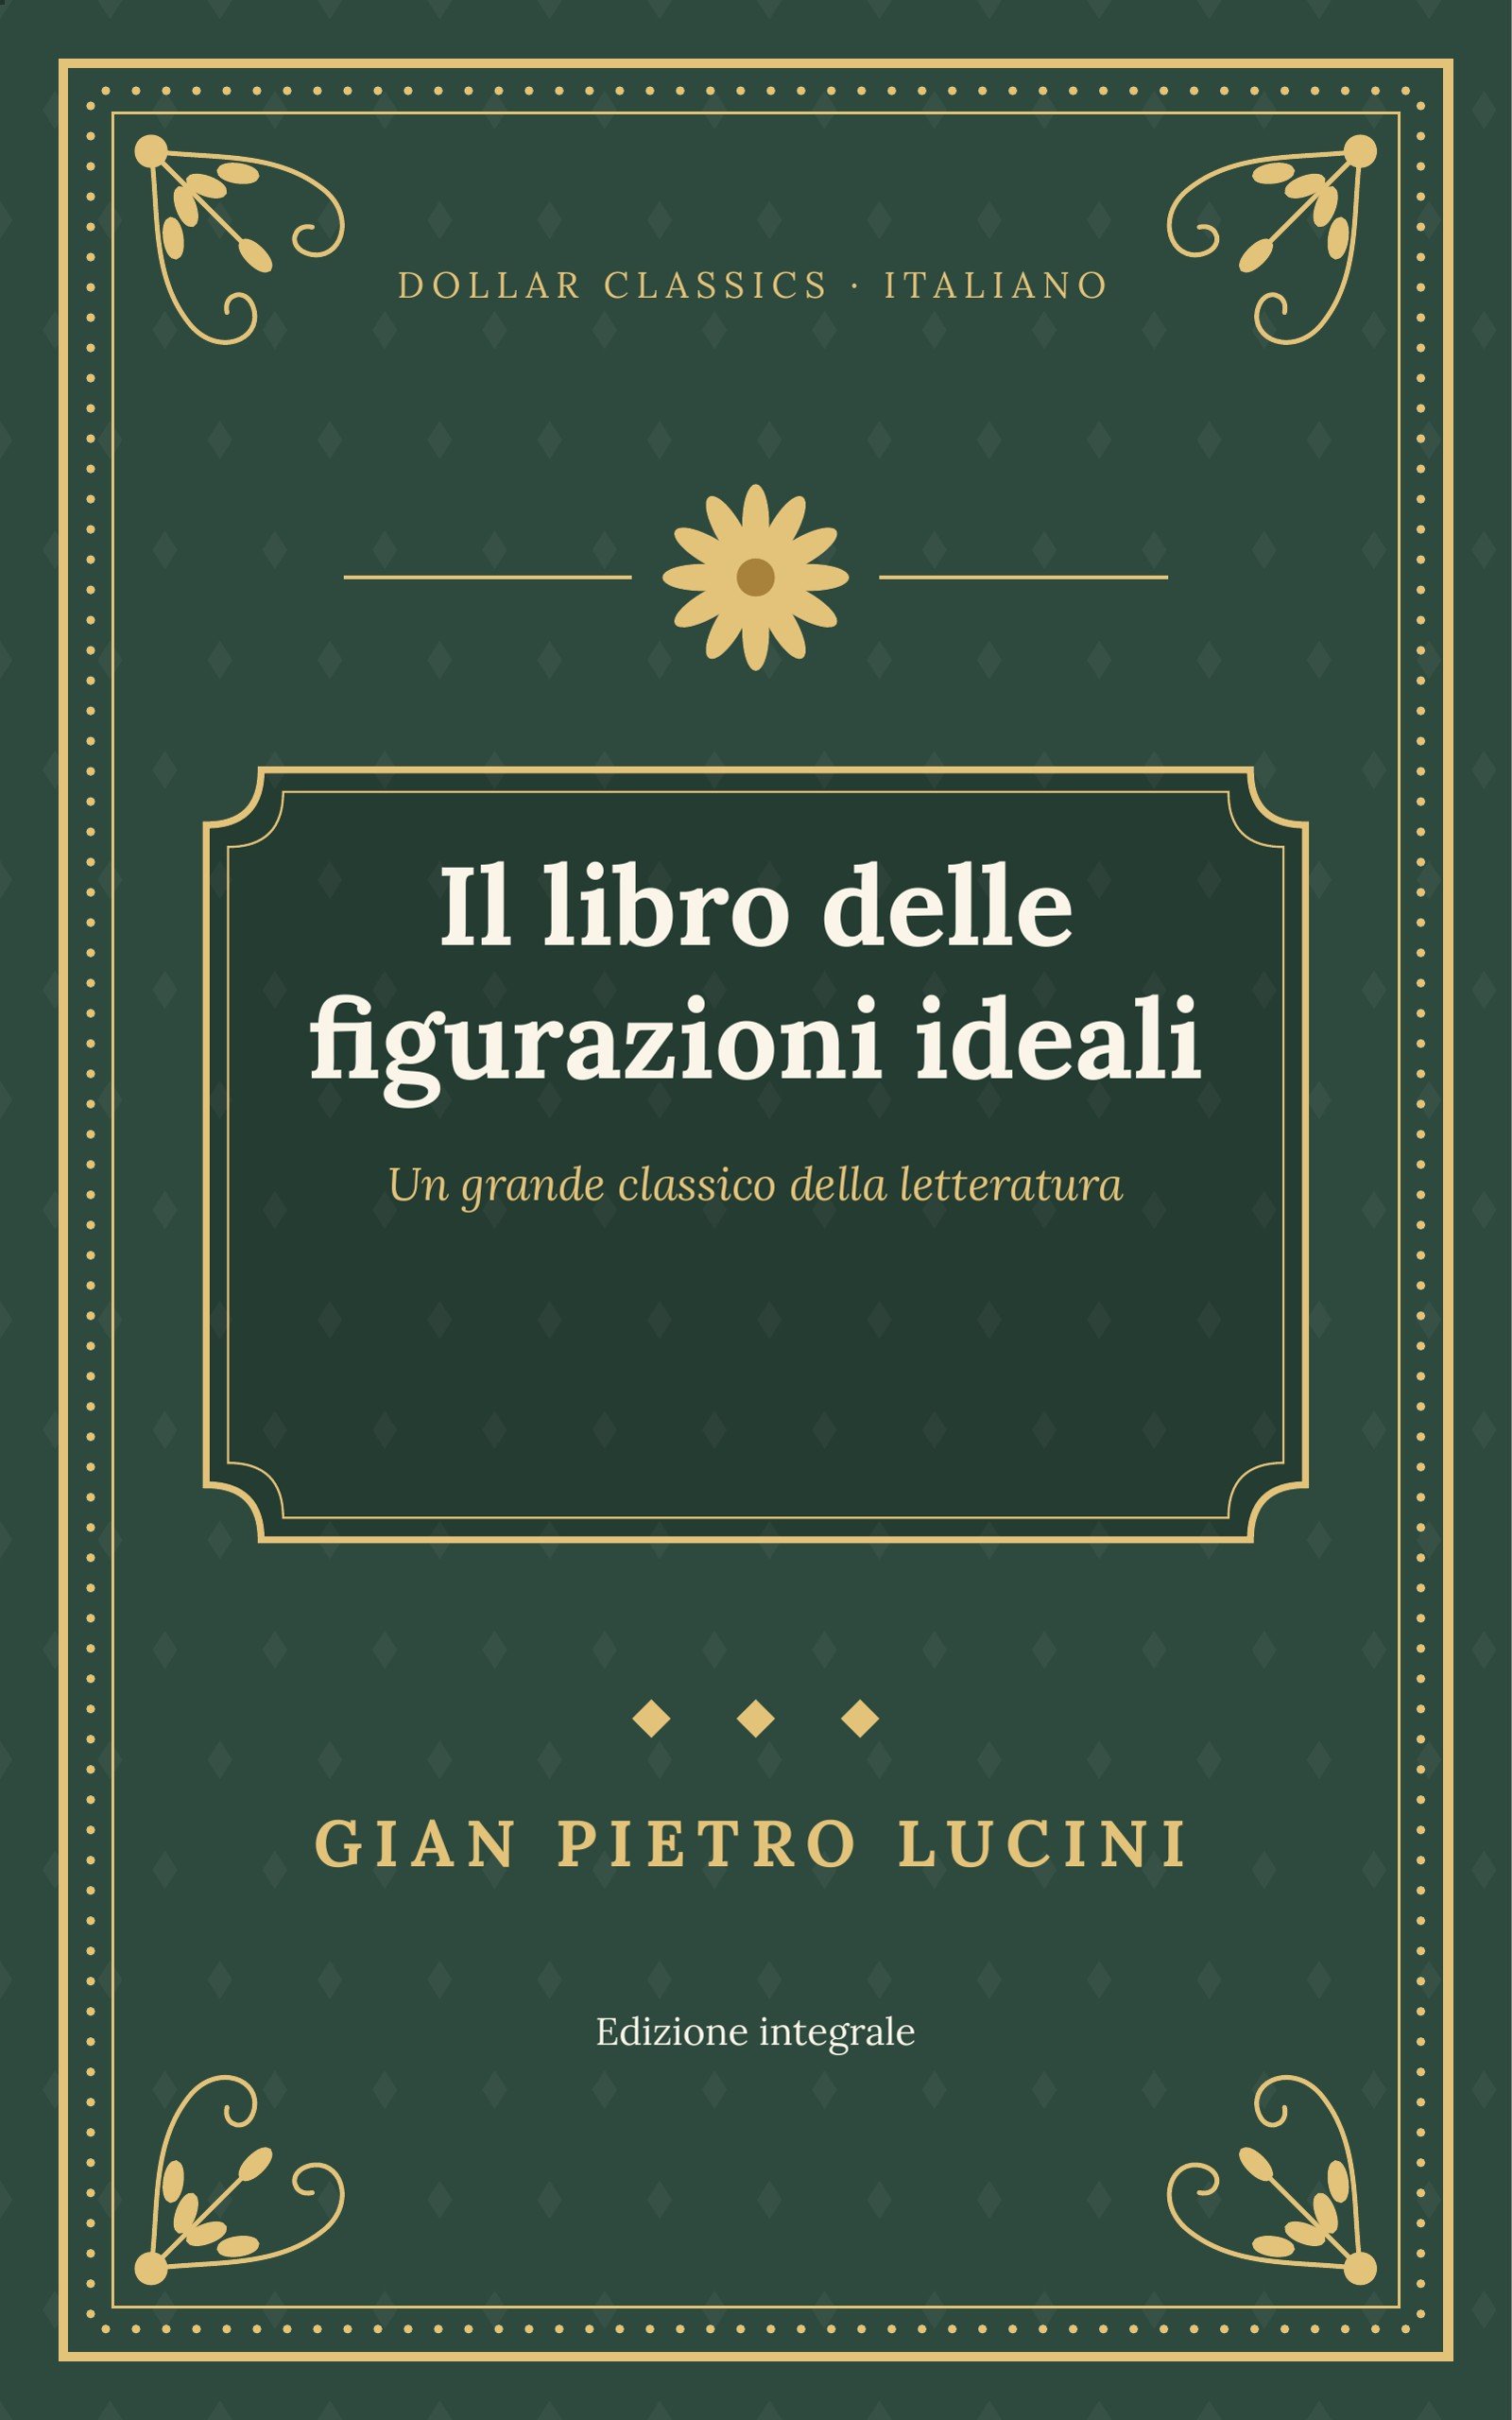 DOLLAR CLASSICS · ITALIANO
Il libro delle
figurazioni ideali
Un grande classico della letteratura
GIAN PIETRO LUCINI
Edizione integrale